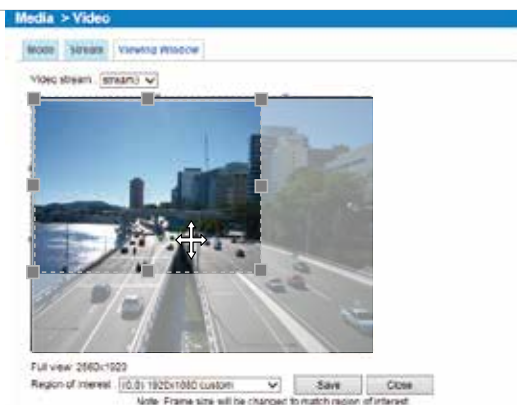 Media > Video
Mode Stream Viewing Window
Video stream : stream3
Full view: 2560x1920
Region of interest : (0,0) 1920x1080 custom Save Close
Note: Frame size will be changed to match region of interest.